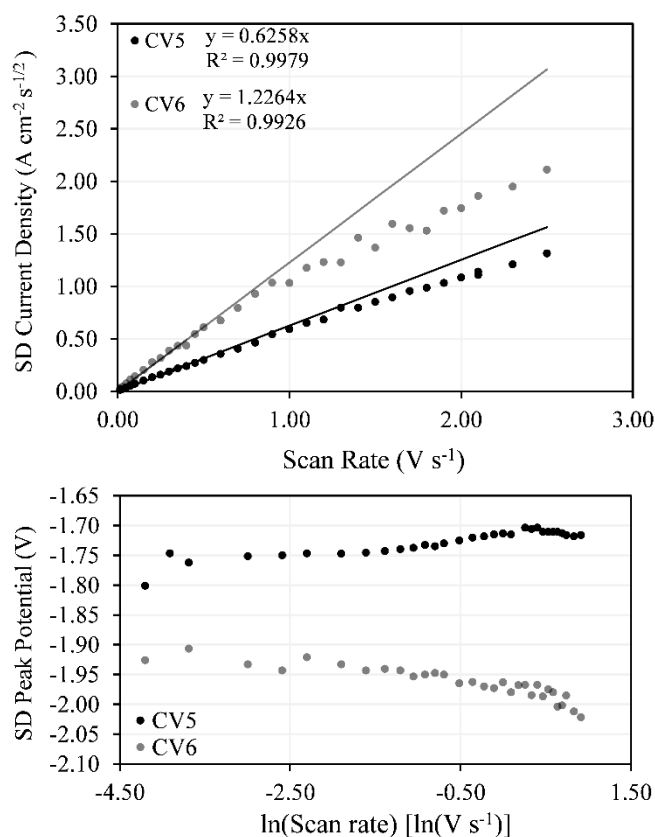 3.50
3.00
2.50
2.00
1.50
1.00
0.50
0.00
SD Current Density (A cm⁻² s⁻¹ᐟ²)
CV5 y = 0.6258x
R² = 0.9979
CV6 y = 1.2264x
R² = 0.9926
0.00 1.00 2.00 3.00
Scan Rate (V s⁻¹)
-1.65
-1.70
-1.75
-1.80
-1.85
-1.90
-1.95
-2.00
-2.05
-2.10
SD Peak Potential (V)
CV5
CV6
-4.50 -2.50 -0.50 1.50
ln(Scan rate) [ln(V s⁻¹)]